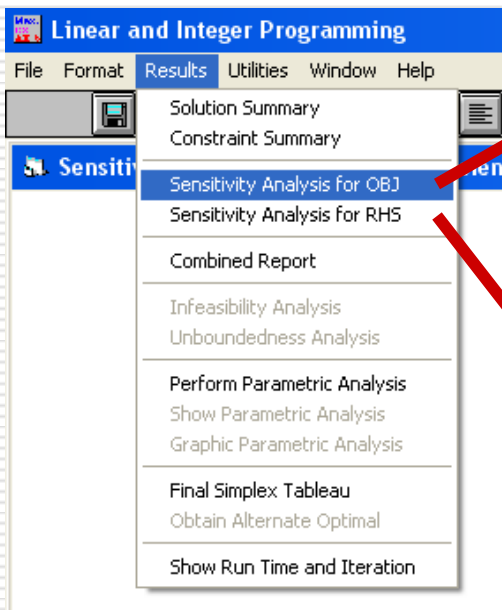 Linear and Integer Programming
File Format Results Utilities Window Help
Solution Summary
Constraint Summary
Sensitivity Analysis for OBJ
Sensitivity Analysis for RHS
Combined Report
Infeasibility Analysis
Unboundedness Analysis
Perform Parametric Analysis
Show Parametric Analysis
Graphic Parametric Analysis
Final Simplex Tableau
Obtain Alternate Optimal
Show Run Time and Iteration